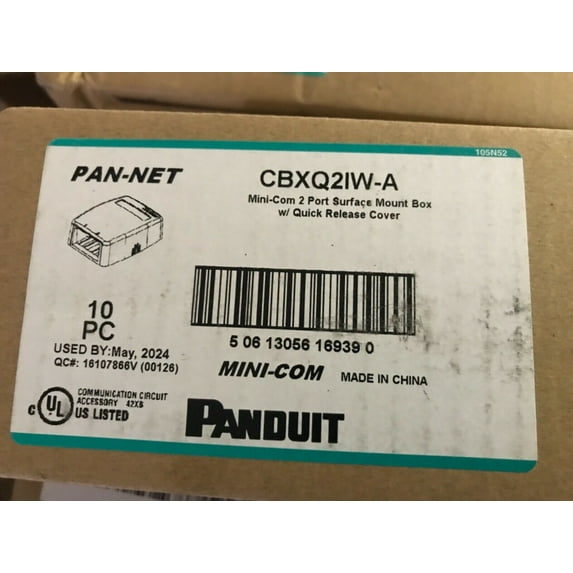 105N52
PAN-NET
CBXQ2IW-A
Mini-Com 2 Port Surface Mount Box
w/ Quick Release Cover
10
PC
USED BY:May, 2024
QC#: 16107866V (00126)
5 06 13056 16939 0
MINI-COM
MADE IN CHINA
C UL US LISTED
COMMUNICATION CIRCUIT
ACCESSORY 42X8
PANDUIT